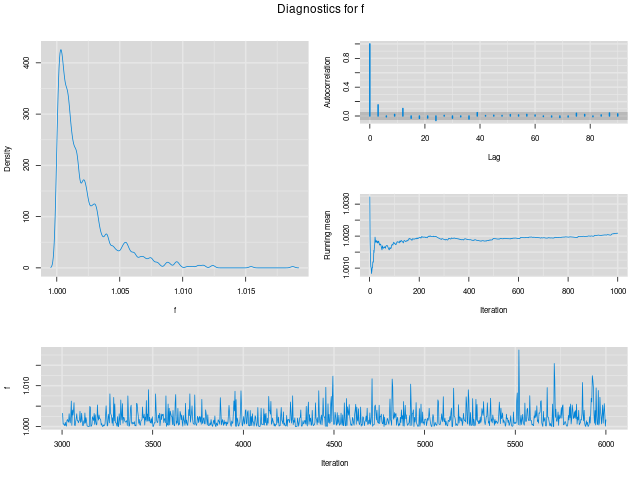 Diagnostics for f
Density
400
300
200
100
0
1.000 1.005 1.010 1.015
f
Autocorrelation
0.8
0.4
0.0
0 20 40 60 80
Lag
Running mean
1.0030
1.0020
1.0010
0 200 400 600 800 1000
Iteration
f
1.010
1.000
3000 3500 4000 4500 5000 5500 6000
Iteration